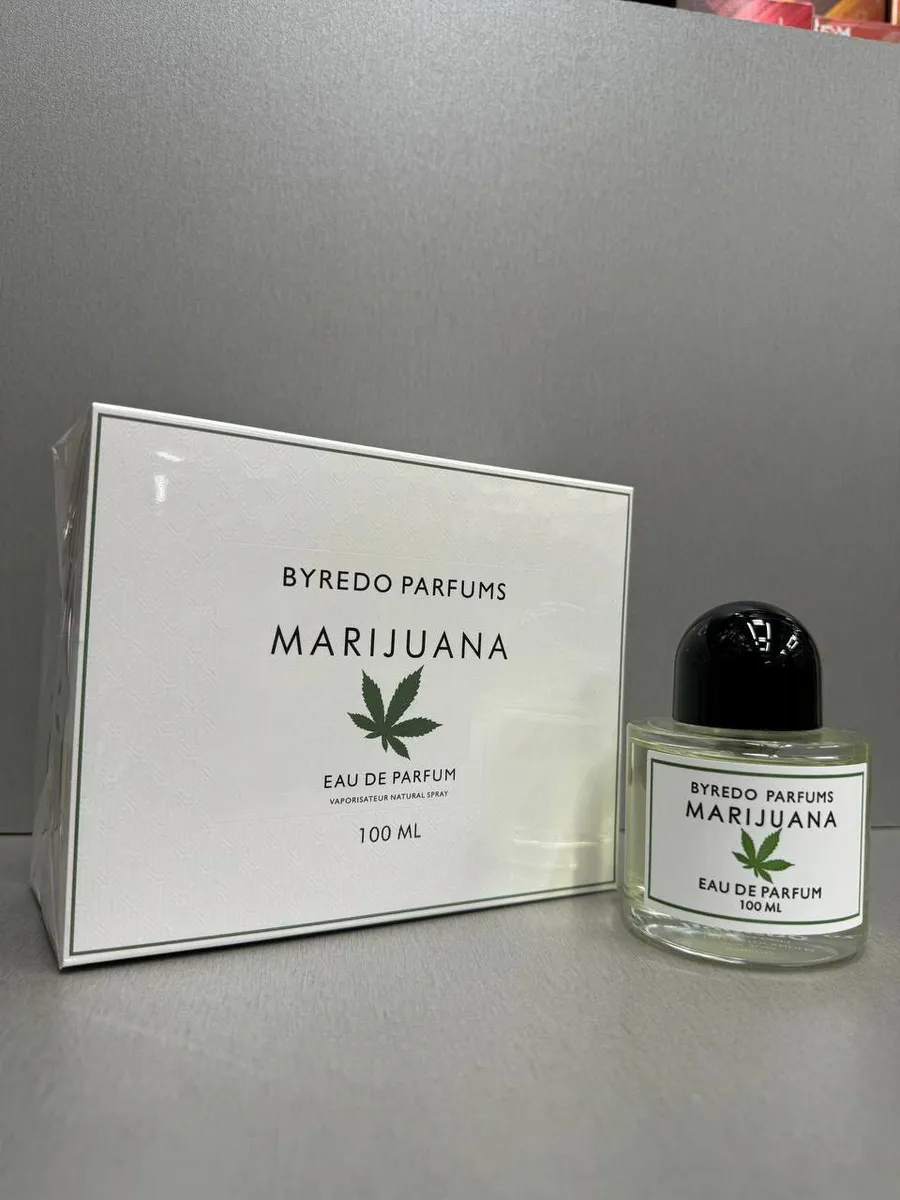 BYREDO PARFUMS
MARIJUANA
EAU DE PARFUM
VAPORISATEUR NATURAL SPRAY
100 ML
BYREDO PARFUMS
MARIJUANA
EAU DE PARFUM
100 ML